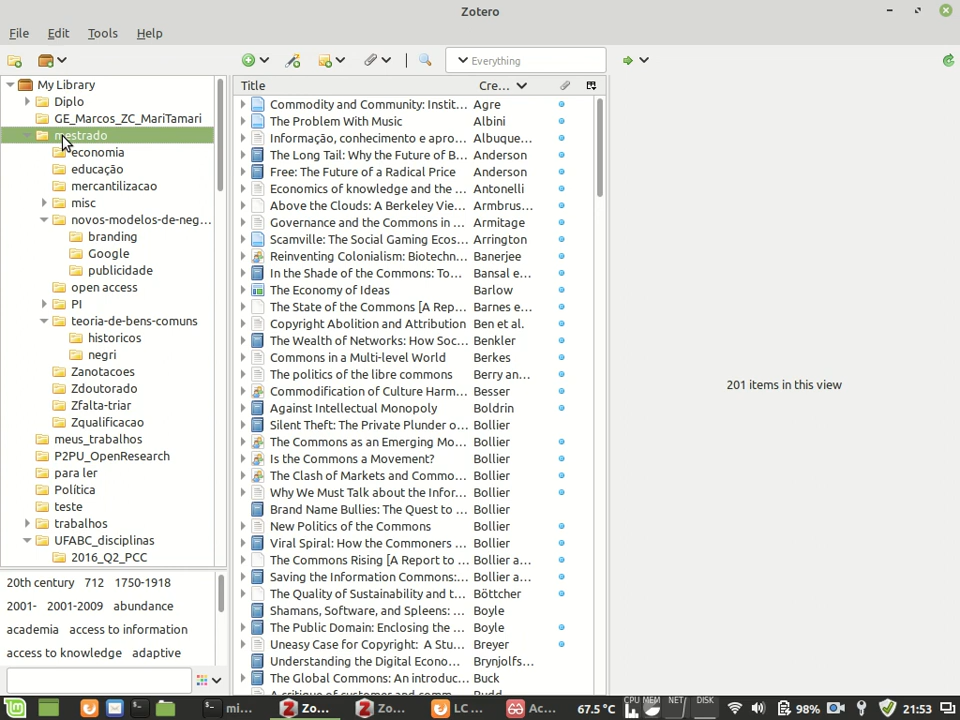 Zotero
File Edit Tools Help
Everything
My Library
Diplo
GE_Marcos_ZC_MariTamari
mestrado
economia
educação
mercantilizacao
misc
novos-modelos-de-neg...
branding
Google
publicidade
open access
PI
teoria-de-bens-comuns
historicos
negri
Zanotacoes
Zdoutorado
Zfalta-triar
Zqualificacao
meus_trabalhos
P2PU_OpenResearch
para ler
Política
teste
trabalhos
UFABC_disciplinas
2016_Q2_PCC
20th century 712 1750-1918
2001- 2001-2009 abundance
academia access to information
access to knowledge adaptive
Title Cre...
Commodity and Community: Instit... Agre
The Problem With Music Albini
Informação, conhecimento e apro... Albuque...
The Long Tail: Why the Future of B... Anderson
Free: The Future of a Radical Price Anderson
Economics of knowledge and the ... Antonelli
Above the Clouds: A Berkeley Vie... Armbrus...
Governance and the Commons in ... Armitage
Scamville: The Social Gaming Ecos... Arrington
Reinventing Colonialism: Biotechn... Banerjee
In the Shade of the Commons: To... Bansal e...
The Economy of Ideas Barlow
The State of the Commons [A Rep... Barnes e...
Copyright Abolition and Attribution Ben et al.
The Wealth of Networks: How Soc... Benkler
Commons in a Multi-level World Berkes
The politics of the libre commons Berry an...
Commodification of Culture Harm... Besser
Against Intellectual Monopoly Boldrin
Silent Theft: The Private Plunder o... Bollier
The Commons as an Emerging Mo... Bollier
Is the Commons a Movement? Bollier
The Clash of Markets and Commo... Bollier
Why We Must Talk about the Infor... Bollier
Brand Name Bullies: The Quest to ... Bollier
New Politics of the Commons Bollier
Viral Spiral: How the Commoners ... Bollier
The Commons Rising [A Report to ... Bollier a...
Saving the Information Commons:... Bollier a...
The Quality of Sustainability and t... Böttcher
Shamans, Software, and Spleens: ... Boyle
The Public Domain: Enclosing the ... Boyle
Uneasy Case for Copyright: A Stu... Breyer
Understanding the Digital Econo... Brynjolfs...
The Global Commons: An introduc... Buck
201 items in this view
mi... Zo... Zo... LC ... Ac... 67.5°C CPU MEM NET DISK 98% 21:53